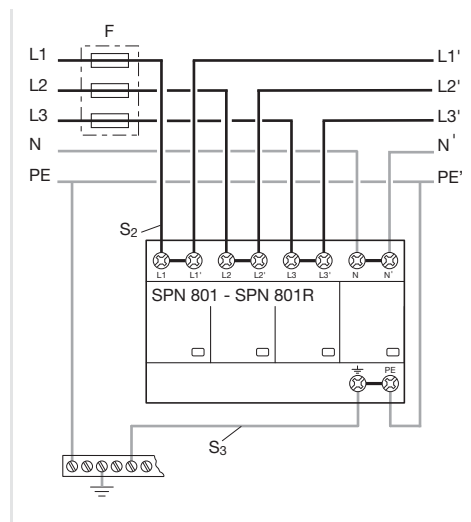 F
L1 L1'
L2 L2'
L3 L3'
N N'
PE PE'
S2
L1 L1' L2 L2' L3 L3' N N'
SPN 801 - SPN 801R
PE
S3